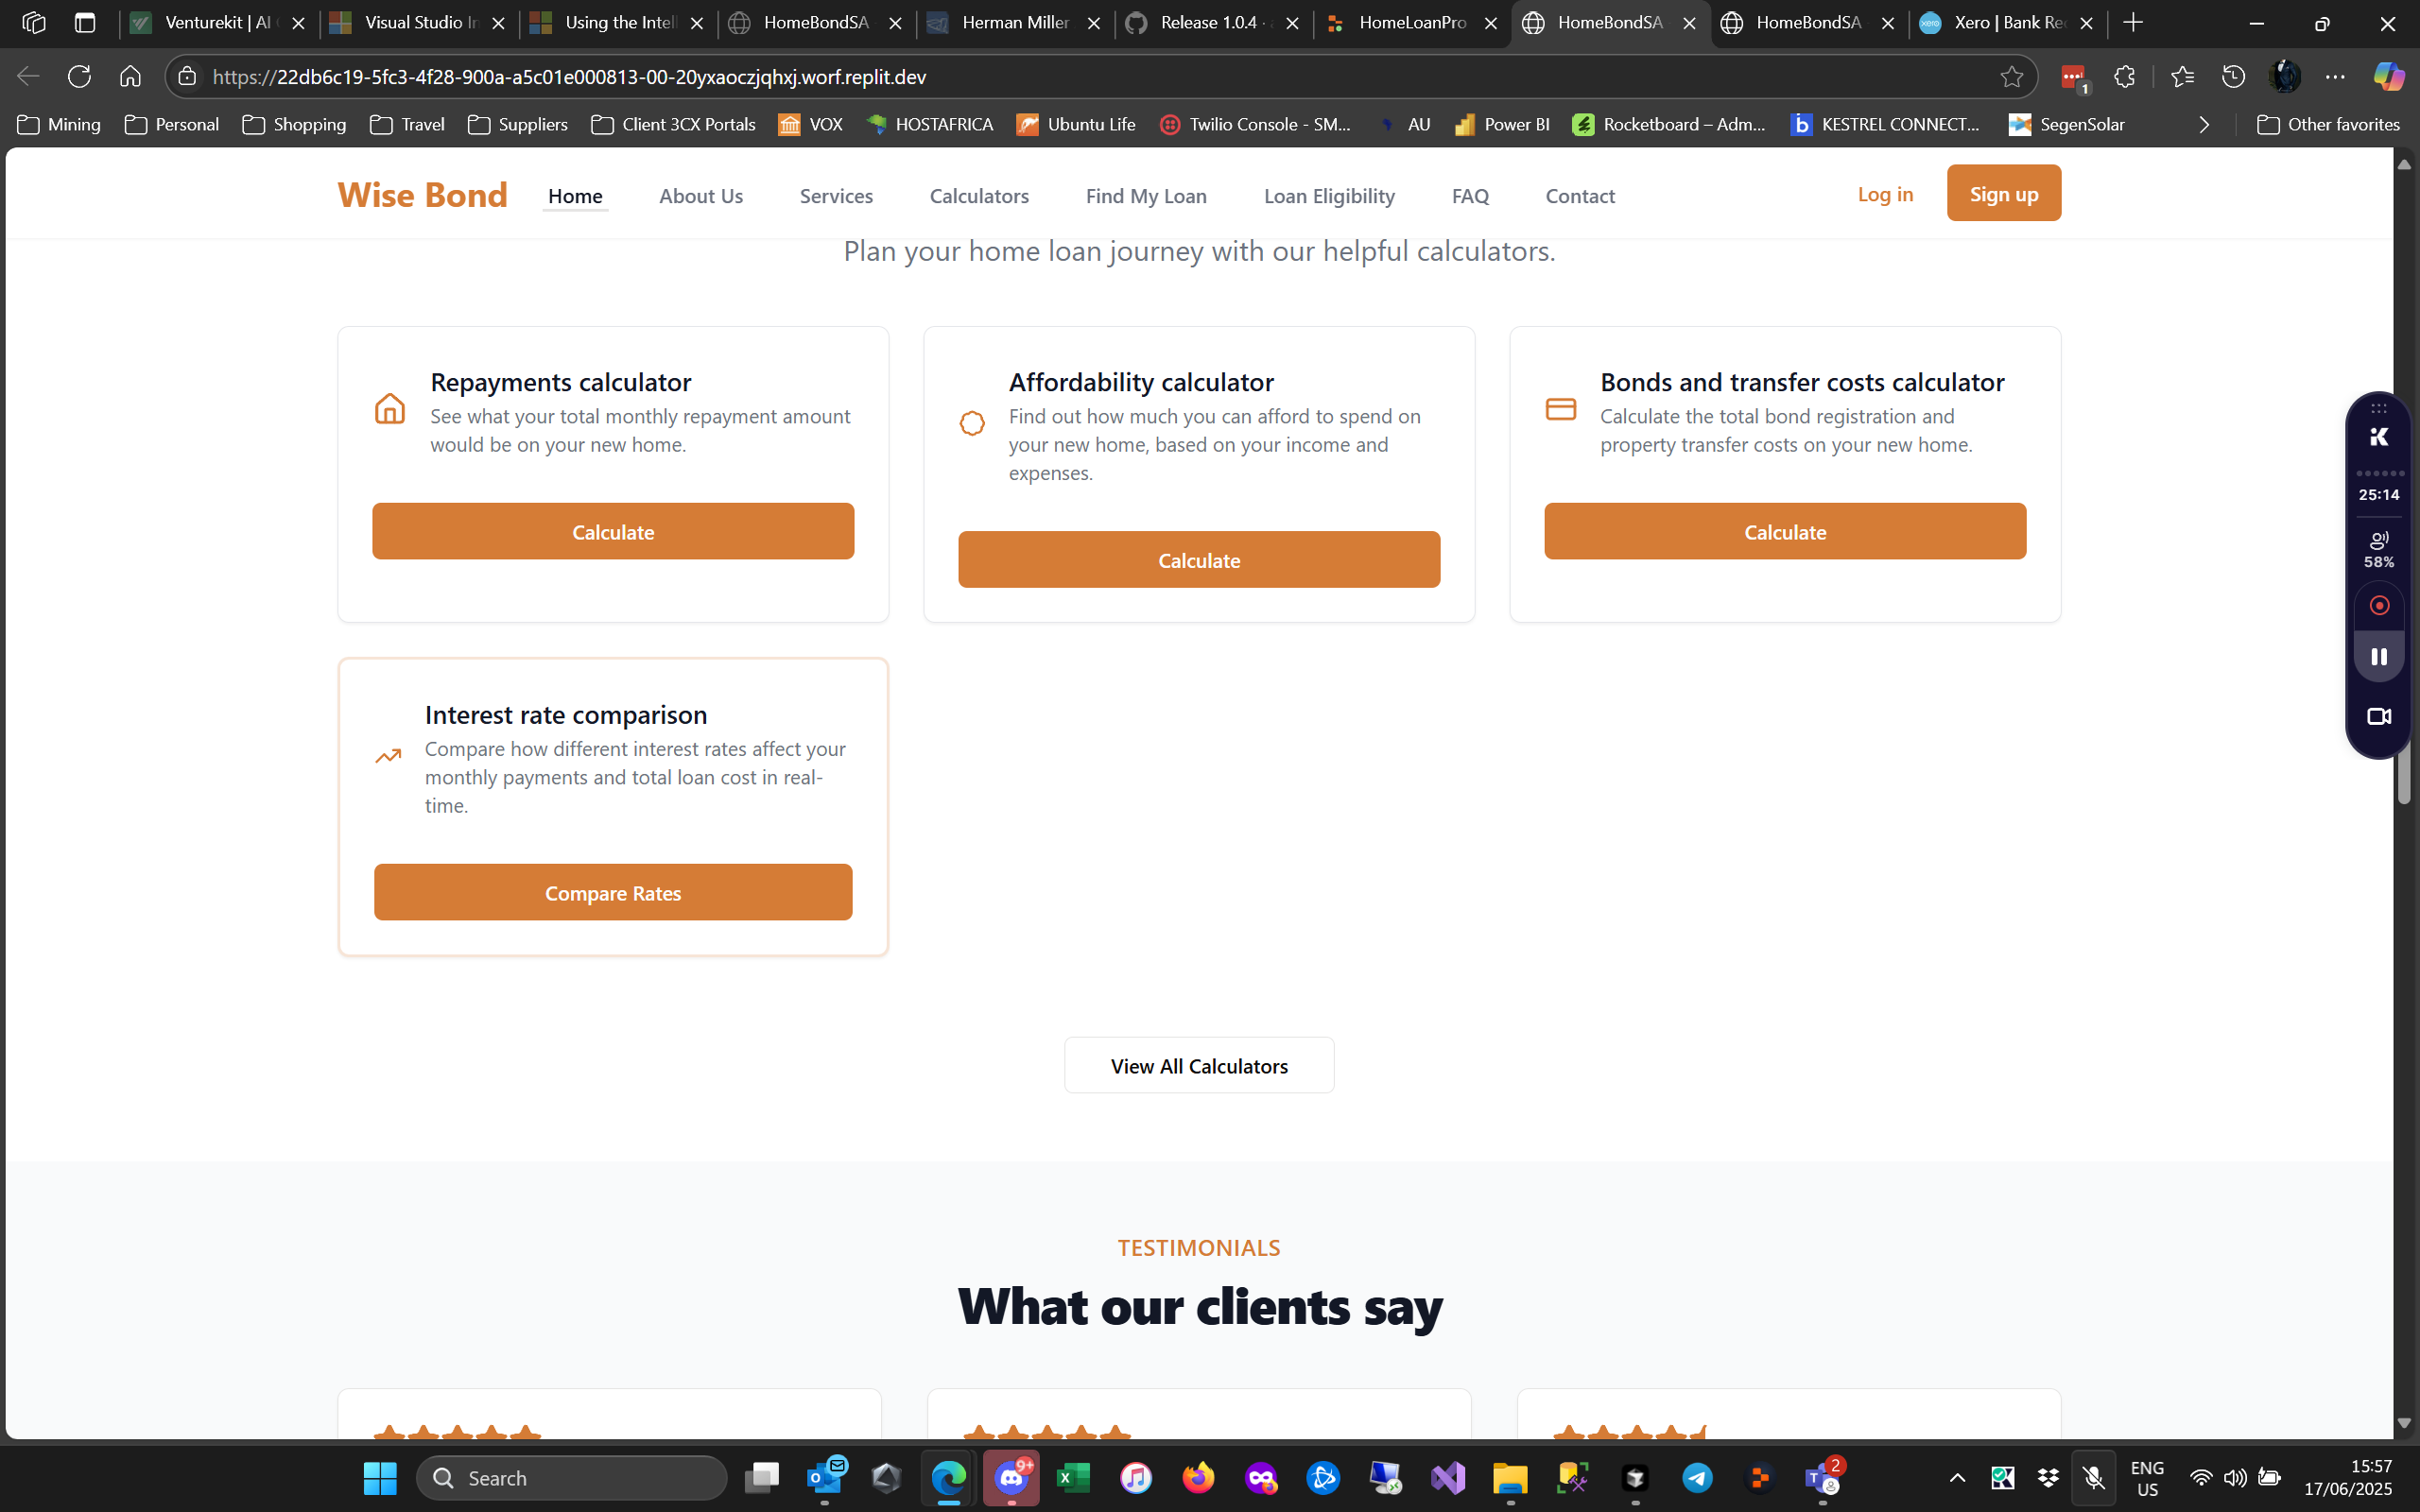 Venturekit | AI
Visual Studio In
Using the Intell
HomeBondSA
Herman Miller
Release 1.0.4 ·
HomeLoanPro
HomeBondSA
HomeBondSA
xero
Xero | Bank Re
https://22db6c19-5fc3-4f28-900a-a5c01e000813-00-20yxaoczjqhxj.worf.replit.dev
1
Mining
Personal
Shopping
Travel
Suppliers
Client 3CX Portals
VOX
HOSTAFRICA
Ubuntu Life
Twilio Console - SM...
AU
Power BI
Rocketboard – Adm...
b
KESTREL CONNECT...
SegenSolar
Other favorites
Wise Bond
Home
About Us
Services
Calculators
Find My Loan
Loan Eligibility
FAQ
Contact
Log in
Sign up
Plan your home loan journey with our helpful calculators.
Repayments calculator
See what your total monthly repayment amount
would be on your new home.
Calculate
Affordability calculator
Find out how much you can afford to spend on
your new home, based on your income and
expenses.
Calculate
Bonds and transfer costs calculator
Calculate the total bond registration and
property transfer costs on your new home.
Calculate
25:14
58%
Interest rate comparison
Compare how different interest rates affect your
monthly payments and total loan cost in real-
time.
Compare Rates
View All Calculators
TESTIMONIALS
What our clients say
Search
9+
2
ENG
US
15:57
17/06/2025